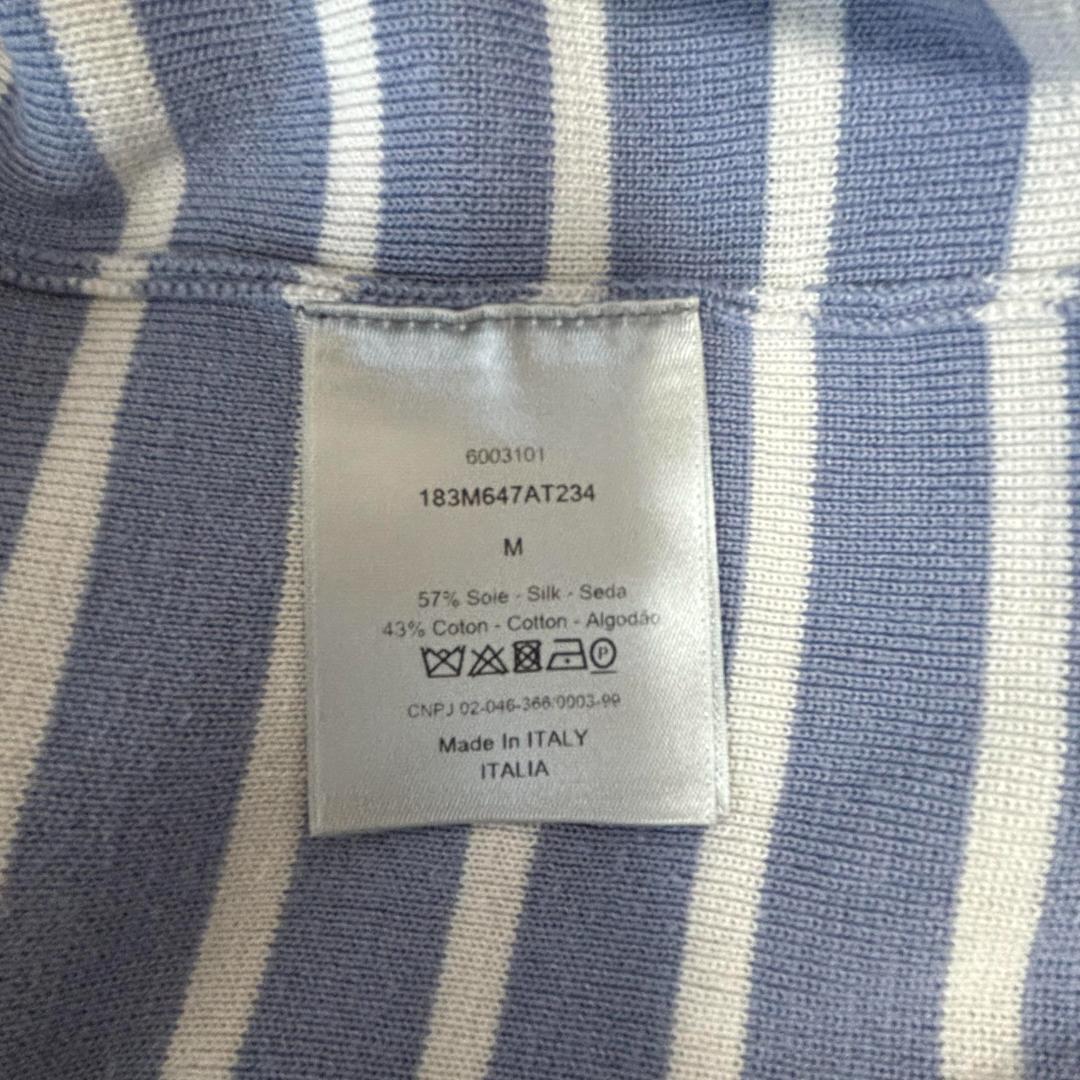 6003101
183M647AT234
M
57% Soie - Silk - Seda
43% Coton - Cotton - Algodão
P
CNPJ 02-046-366/0003-99
Made In ITALY
ITALIA